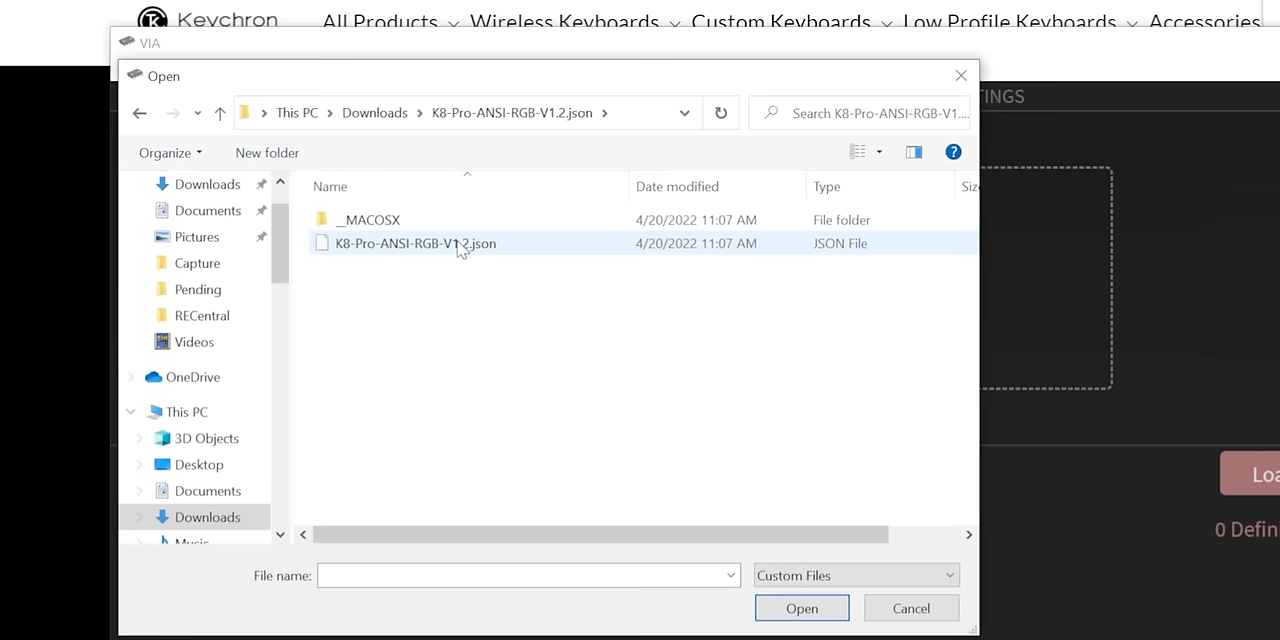 Keychron All Products Wireless Keyboards Custom Keyboards Low Profile Keyboards Accessories
VIA
Open
This PC Downloads K8-Pro-ANSI-RGB-V1.2.json Search K8-Pro-ANSI-RGB-V1....
TINGS
Organize New folder
Name Date modified Type Siz
__MACOSX 4/20/2022 11:07 AM File folder
K8-Pro-ANSI-RGB-V1.2.json 4/20/2022 11:07 AM JSON File
Downloads
Documents
Pictures
Capture
Pending
RECentral
Videos
OneDrive
This PC
3D Objects
Desktop
Documents
Downloads
Music
Loa
0 Defin
File name: Custom Files
Open Cancel